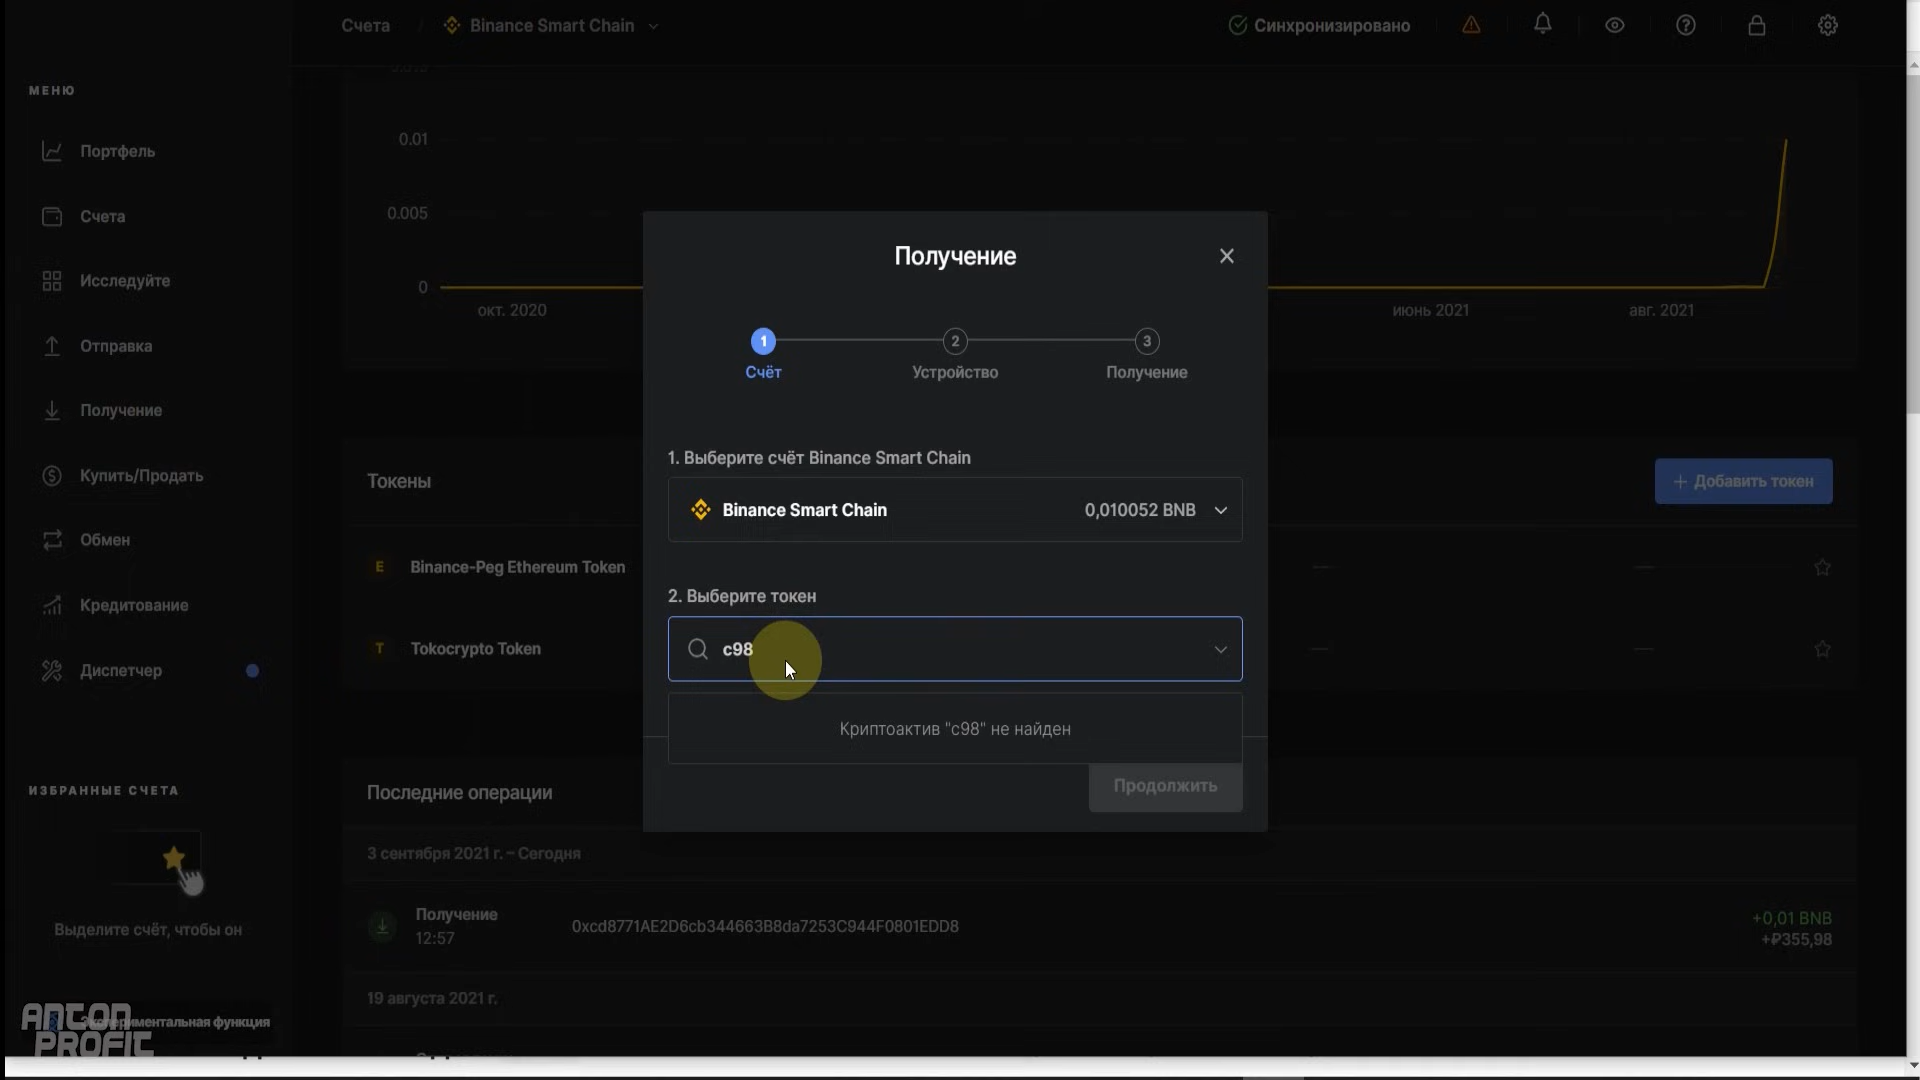 Счета
Binance Smart Chain
Синхронизировано
МЕНЮ
Портфель
Счета
Исследуйте
Отправка
Получение
Купить/Продать
Обмен
Кредитование
Диспетчер
ИЗБРАННЫЕ СЧЕТА
Выделите счёт, чтобы он
Экспериментальная функция
ANTON
PROFIT
0.01
0.005
0
окт. 2020
июнь 2021
авг. 2021
Токены
+ Добавить токен
Binance-Peg Ethereum Token
E
Tokocrypto Token
T
Последние операции
3 сентября 2021 г. – Сегодня
Получение
12:57
0xcd8771AE2D6cb344663B8da7253C944F0801EDD8
+0,01 BNB
+₽355,98
19 августа 2021 г.
Получение
1
2
3
Счёт
Устройство
Получение
1. Выберите счёт Binance Smart Chain
Binance Smart Chain
0,010052 BNB
2. Выберите токен
c98
Криптоактив "c98" не найден
Продолжить